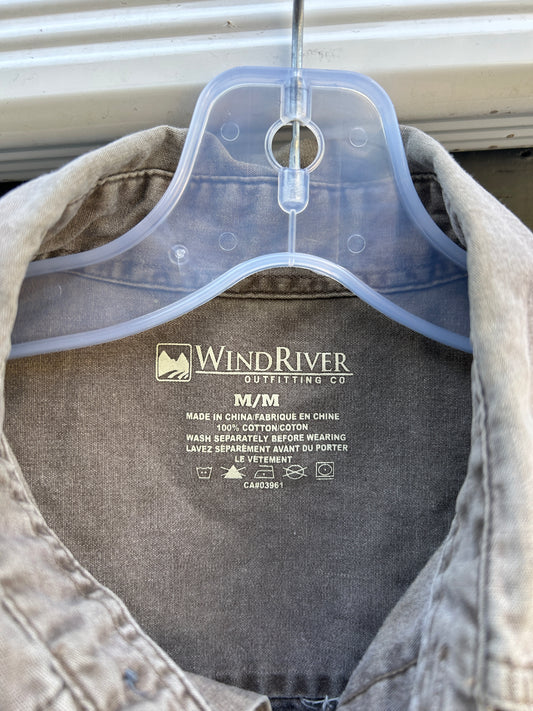 WINDRIVER
OUTFITTING CO
M/M
MADE IN CHINA/FABRIQUE EN CHINE
100% COTTON/COTON
WASH SEPARATELY BEFORE WEARING
LAVEZ SÉPARÉMENT AVANT DU PORTER
LE VÊTEMENT
CA#03961